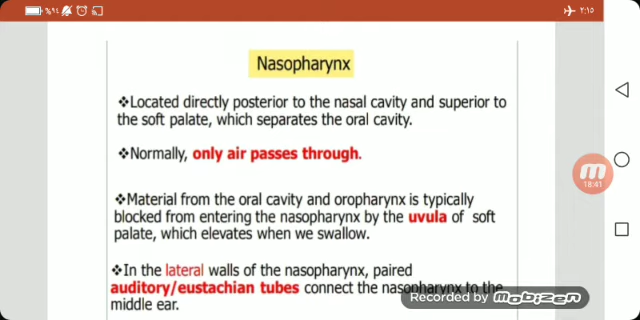 %٩٤
٢:١٥
Nasopharynx
❖Located directly posterior to the nasal cavity and superior to
the soft palate, which separates the oral cavity.
❖Normally, only air passes through.
❖Material from the oral cavity and oropharynx is typically
blocked from entering the nasopharynx by the uvula of soft
palate, which elevates when we swallow.
❖In the lateral walls of the nasopharynx, paired
auditory/eustachian tubes connect the nasopharynx to the
middle ear.
m
18:41
Recorded by mobizen